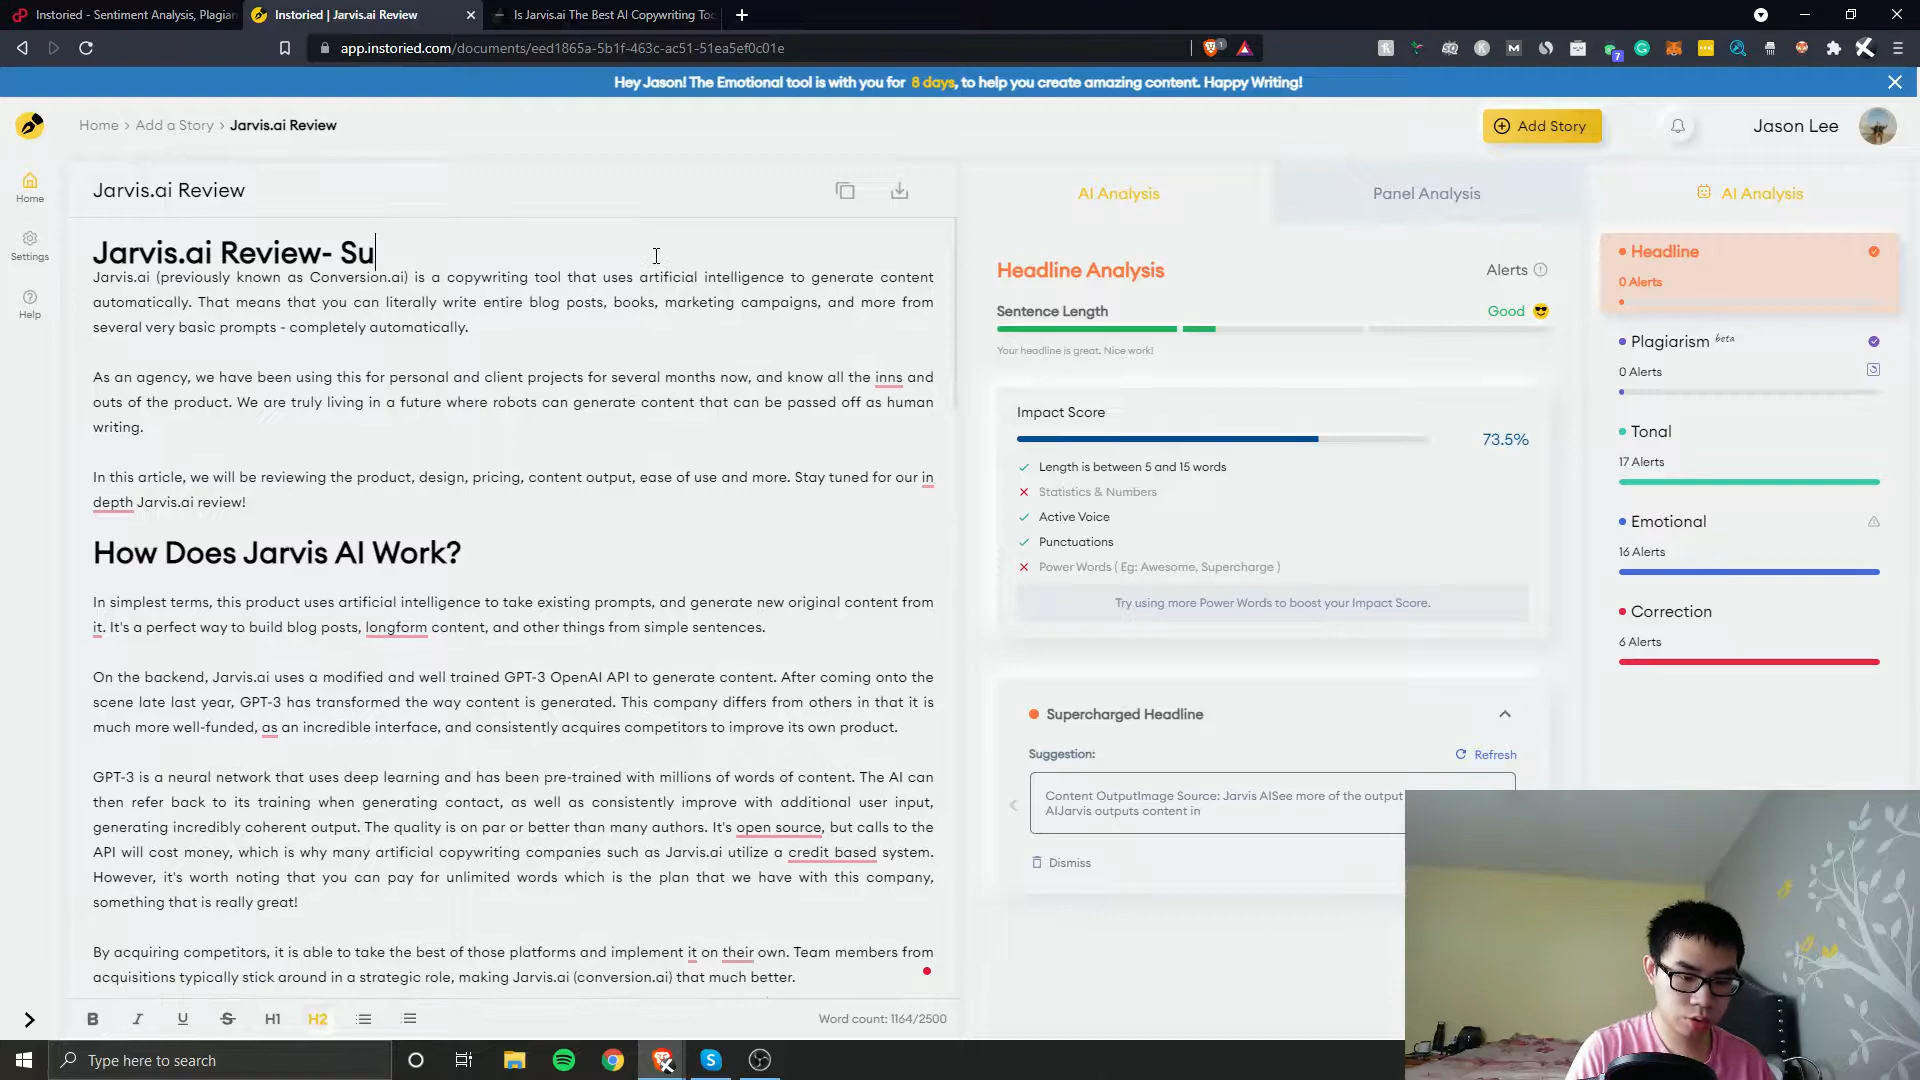 Instoried - Sentiment Analysis, Plagiari
Instoried | Jarvis.ai Review
Is Jarvis.ai The Best AI Copywriting Too
app.instoried.com/documents/eed1865a-5b1f-463c-ac51-51ea5ef0c01e
Hey Jason! The Emotional tool is with you for 8 days, to help you create amazing content. Happy Writing!
Home > Add a Story > Jarvis.ai Review
Add Story
Jason Lee
Home
Settings
Help
Jarvis.ai Review
Jarvis.ai Review- Su
Jarvis.ai (previously known as Conversion.ai) is a copywriting tool that uses artificial intelligence to generate content
automatically. That means that you can literally write entire blog posts, books, marketing campaigns, and more from
several very basic prompts - completely automatically.
As an agency, we have been using this for personal and client projects for several months now, and know all the inns and
outs of the product. We are truly living in a future where robots can generate content that can be passed off as human
writing.
In this article, we will be reviewing the product, design, pricing, content output, ease of use and more. Stay tuned for our in
depth Jarvis.ai review!
How Does Jarvis AI Work?
In simplest terms, this product uses artificial intelligence to take existing prompts, and generate new original content from
it. It's a perfect way to build blog posts, longform content, and other things from simple sentences.
On the backend, Jarvis.ai uses a modified and well trained GPT-3 OpenAI API to generate content. After coming onto the
scene late last year, GPT-3 has transformed the way content is generated. This company differs from others in that it is
much more well-funded, as an incredible interface, and consistently acquires competitors to improve its own product.
GPT-3 is a neural network that uses deep learning and has been pre-trained with millions of words of content. The AI can
then refer back to its training when generating contact, as well as consistently improve with additional user input,
generating incredibly coherent output. The quality is on par or better than many authors. It's open source, but calls to the
API will cost money, which is why many artificial copywriting companies such as Jarvis.ai utilize a credit based system.
However, it's worth noting that you can pay for unlimited words which is the plan that we have with this company,
something that is really great!
By acquiring competitors, it is able to take the best of those platforms and implement it on their own. Team members from
acquisitions typically stick around in a strategic role, making Jarvis.ai (conversion.ai) that much better.
B I U S H1 H2
Word count: 1164/2500
AI Analysis
Panel Analysis
Headline Analysis
Alerts
Sentence Length
Good
Your headline is great. Nice work!
Impact Score
73.5%
Length is between 5 and 15 words
Statistics & Numbers
Active Voice
Punctuations
Power Words ( Eg: Awesome, Supercharge )
Try using more Power Words to boost your Impact Score.
Supercharged Headline
Suggestion:
Refresh
Content OutputImage Source: Jarvis AISee more of the output
AIJarvis outputs content in
Dismiss
AI Analysis
Headline
0 Alerts
Plagiarism beta
0 Alerts
Tonal
17 Alerts
Emotional
16 Alerts
Correction
6 Alerts
Type here to search